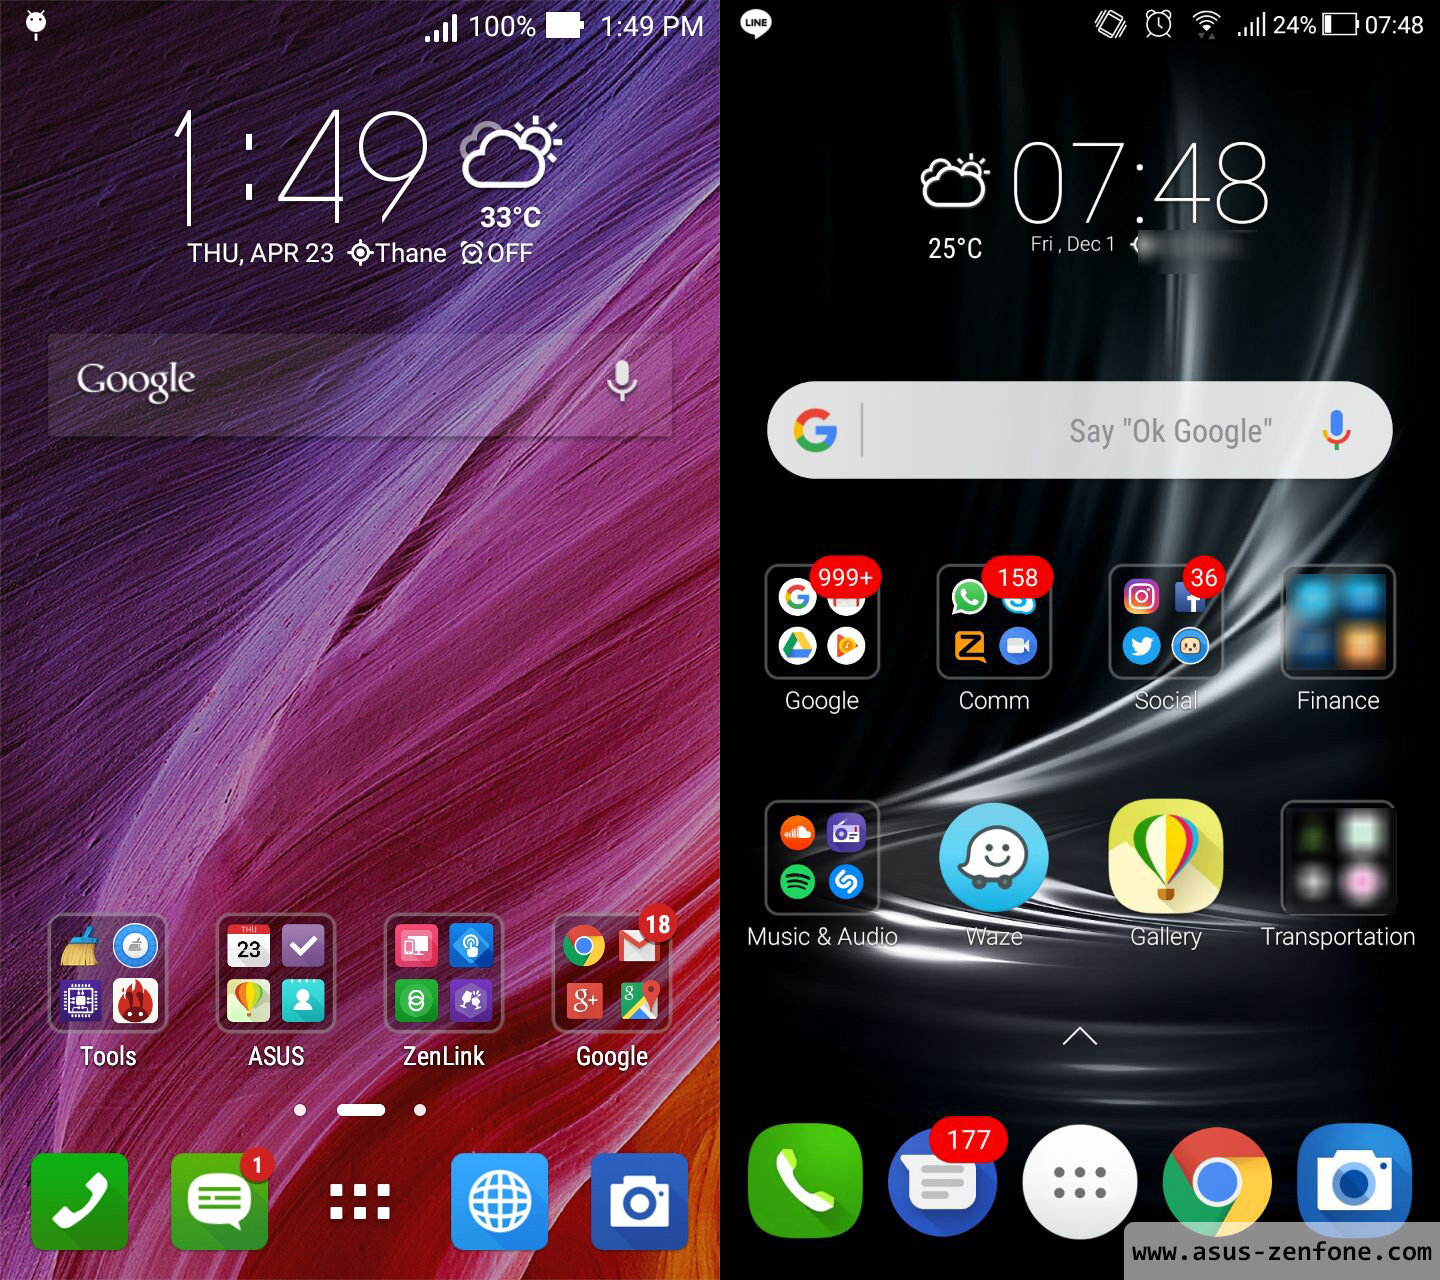 100% 1:49 PM
1:49
33°C
THU, APR 23 Thane OFF
Google
THU
23
18
g+
g
Tools ASUS ZenLink Google
1
LINE
24% 07:48
07:48
25°C
Fri , Dec 1
G
Say "Ok Google"
999+ 158 36
G
f
Z
Google Comm Social Finance
Music & Audio Waze Gallery Transportation
177
www.asus-zenfone.com